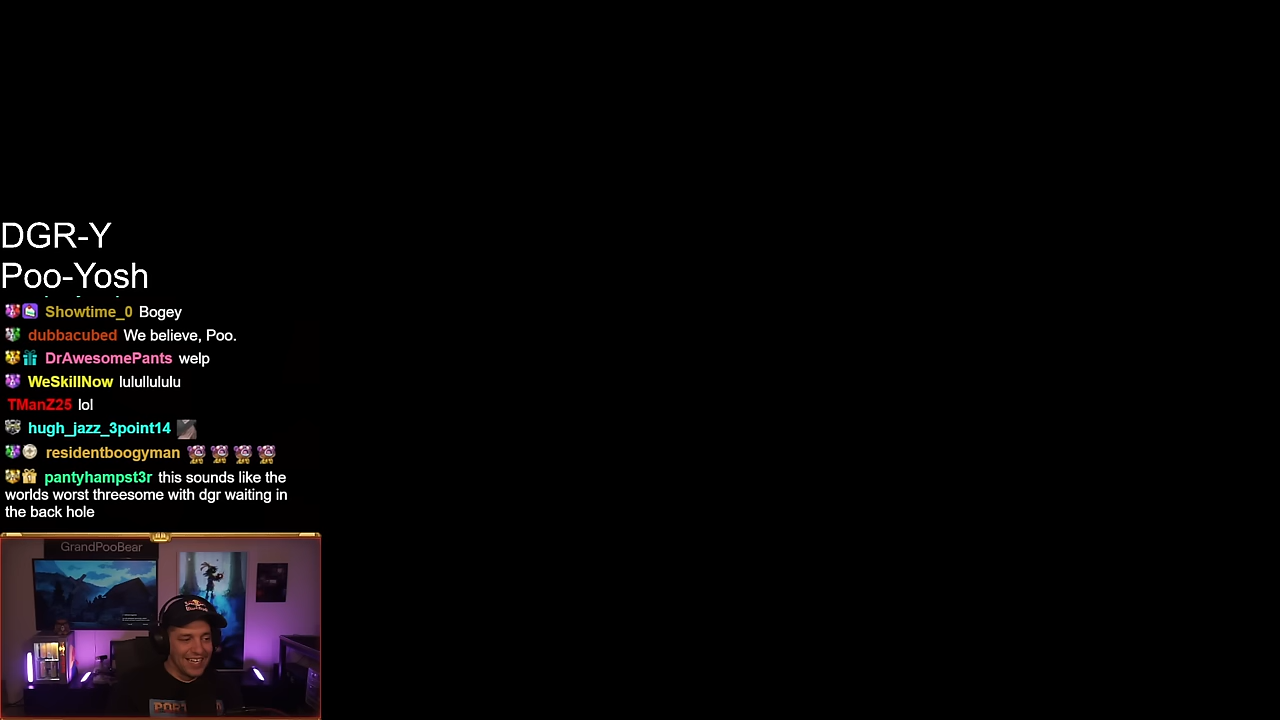 DGR-Y
Poo-Yosh
Showtime_0 Bogey
dubbacubed We believe, Poo.
DrAwesomePants welp
WeSkillNow lulullululu
TManZ25 lol
hugh_jazz_3point14
residentboogyman
pantyhampst3r this sounds like the
worlds worst threesome with dgr waiting in
the back hole
GrandPooBear